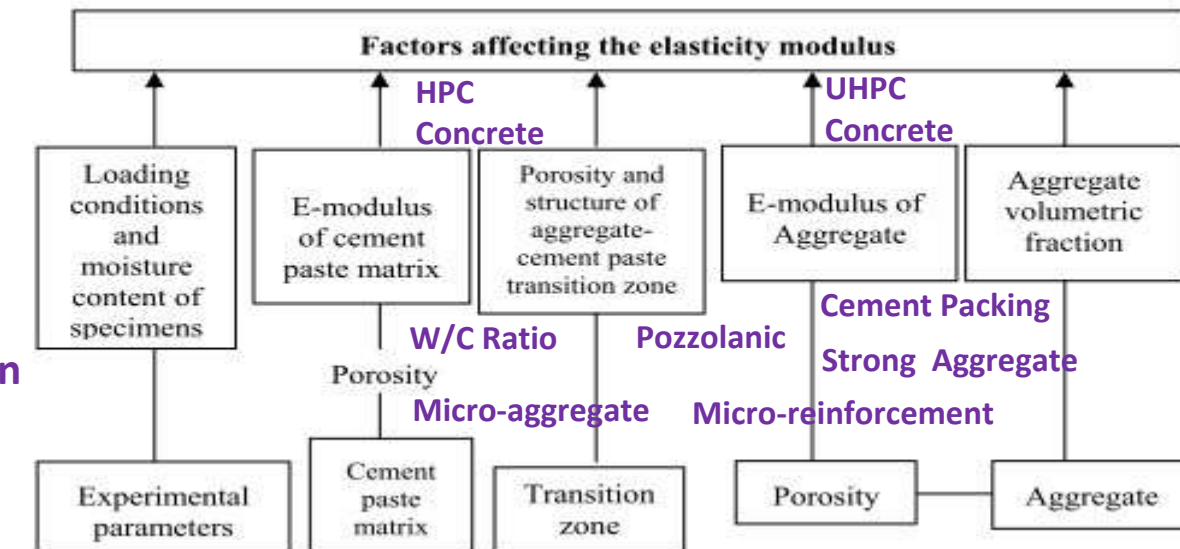 Factors affecting the elasticity modulus
HPC
Concrete
UHPC
Concrete
Loading
conditions
and
moisture
content of
specimens
E-modulus
of cement
paste matrix
Porosity and
structure of
aggregate-
cement paste
transition zone
E-modulus of
Aggregate
Aggregate
volumetric
fraction
Cement Packing
W/C Ratio
Pozzolanic
Strong Aggregate
n
Porosity
Micro-aggregate
Micro-reinforcement
Experimental
parameters
Cement
paste
matrix
Transition
zone
Porosity
Aggregate